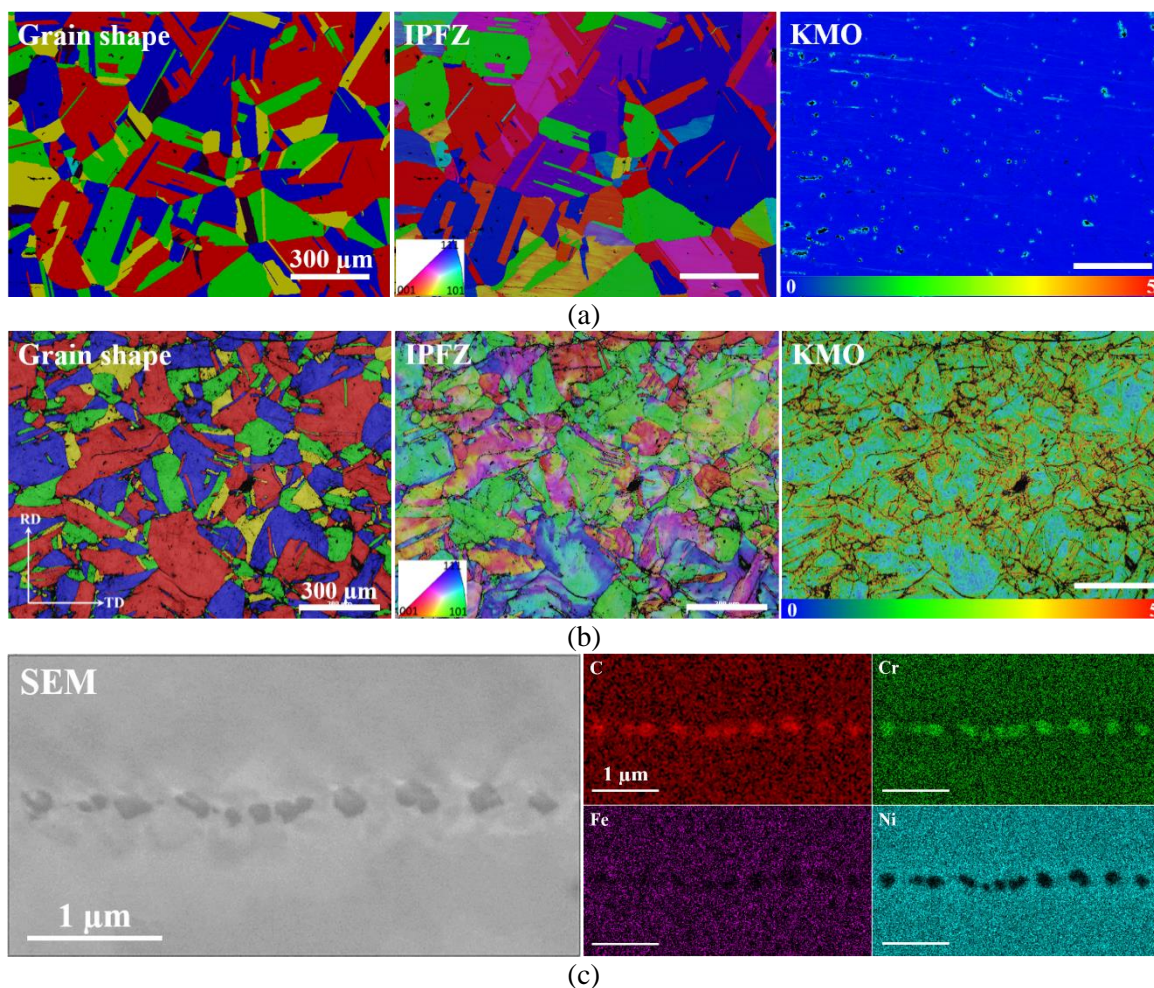 Grain shape
IPFZ
KMO
300 µm
111
001
101
0
5
(a)
Grain shape
IPFZ
KMO
RD
TD
300 µm
111
001
101
0
5
(b)
SEM
1 µm
C
1 µm
Cr
Fe
Ni
(c)